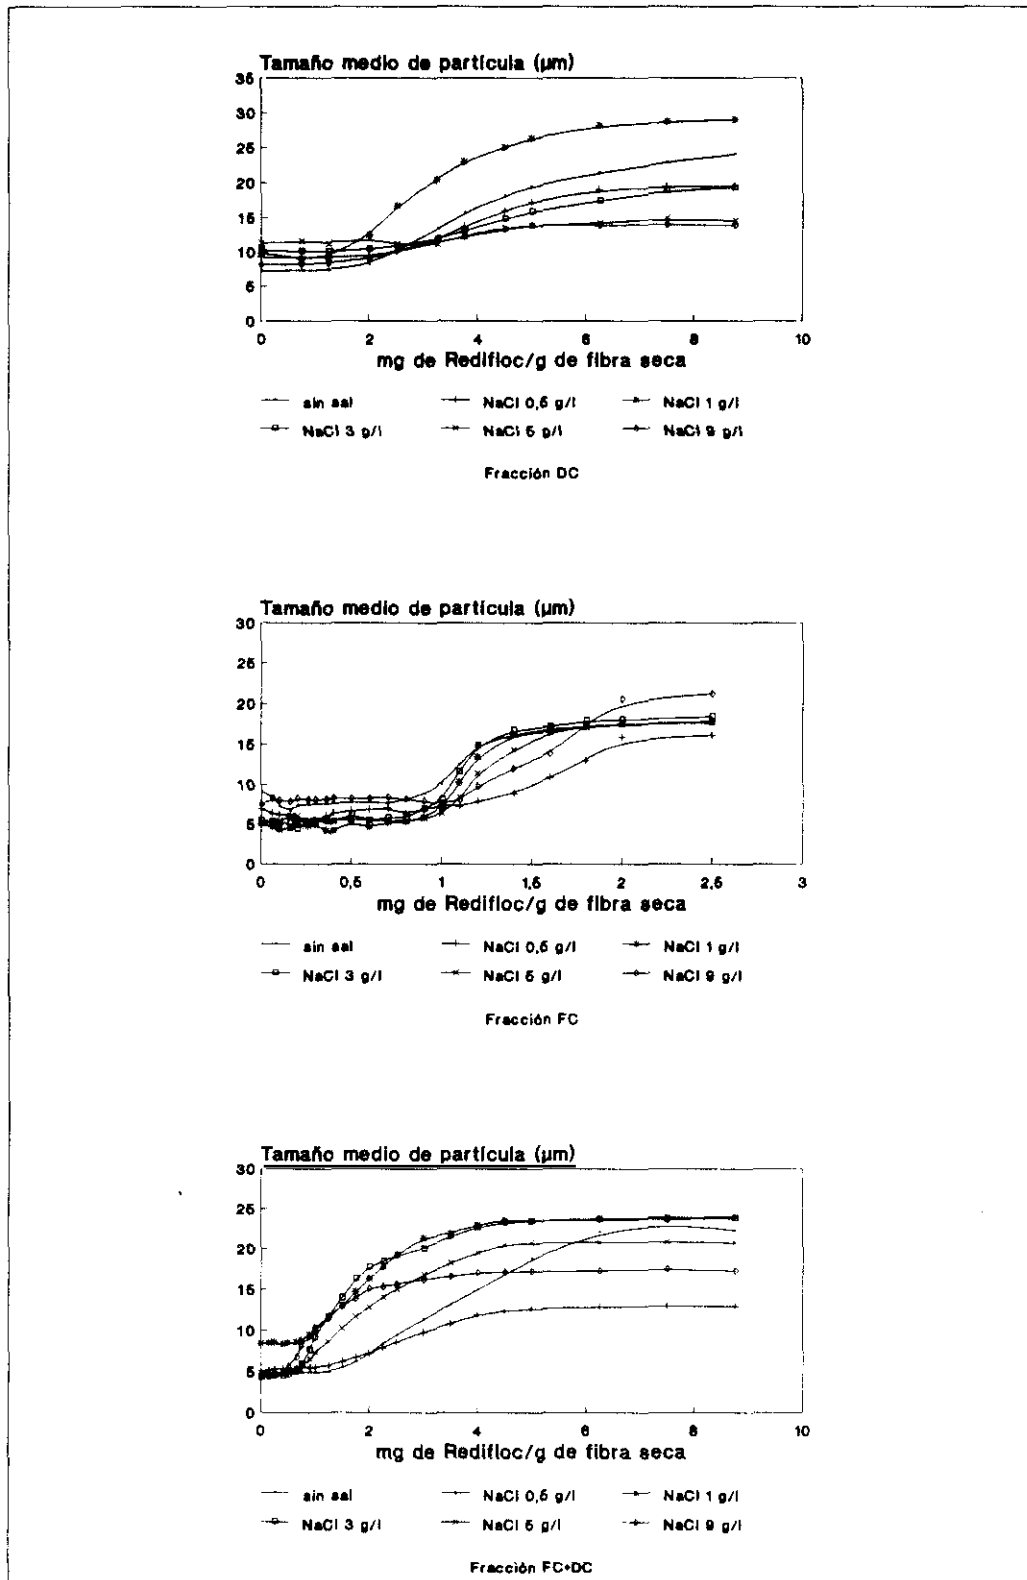 Tamaño medio de partícula (µm)
35
30
25
20
15
10
5
0
0 2 4 6 8 10
mg de Redifloc/g de fibra seca
sin sal NaCl 0,5 g/l NaCl 1 g/l
NaCl 3 g/l NaCl 5 g/l NaCl 9 g/l
Fracción DC
Tamaño medio de partícula (µm)
30
25
20
15
10
5
0
0 0,5 1 1,5 2 2,5 3
mg de Redifloc/g de fibra seca
sin sal NaCl 0,5 g/l NaCl 1 g/l
NaCl 3 g/l NaCl 5 g/l NaCl 9 g/l
Fracción FC
Tamaño medio de partícula (µm)
30
25
20
15
10
5
0
0 2 4 6 8 10
mg de Redifloc/g de fibra seca
sin sal NaCl 0,5 g/l NaCl 1 g/l
NaCl 3 g/l NaCl 5 g/l NaCl 9 g/l
Fracción FC+DC